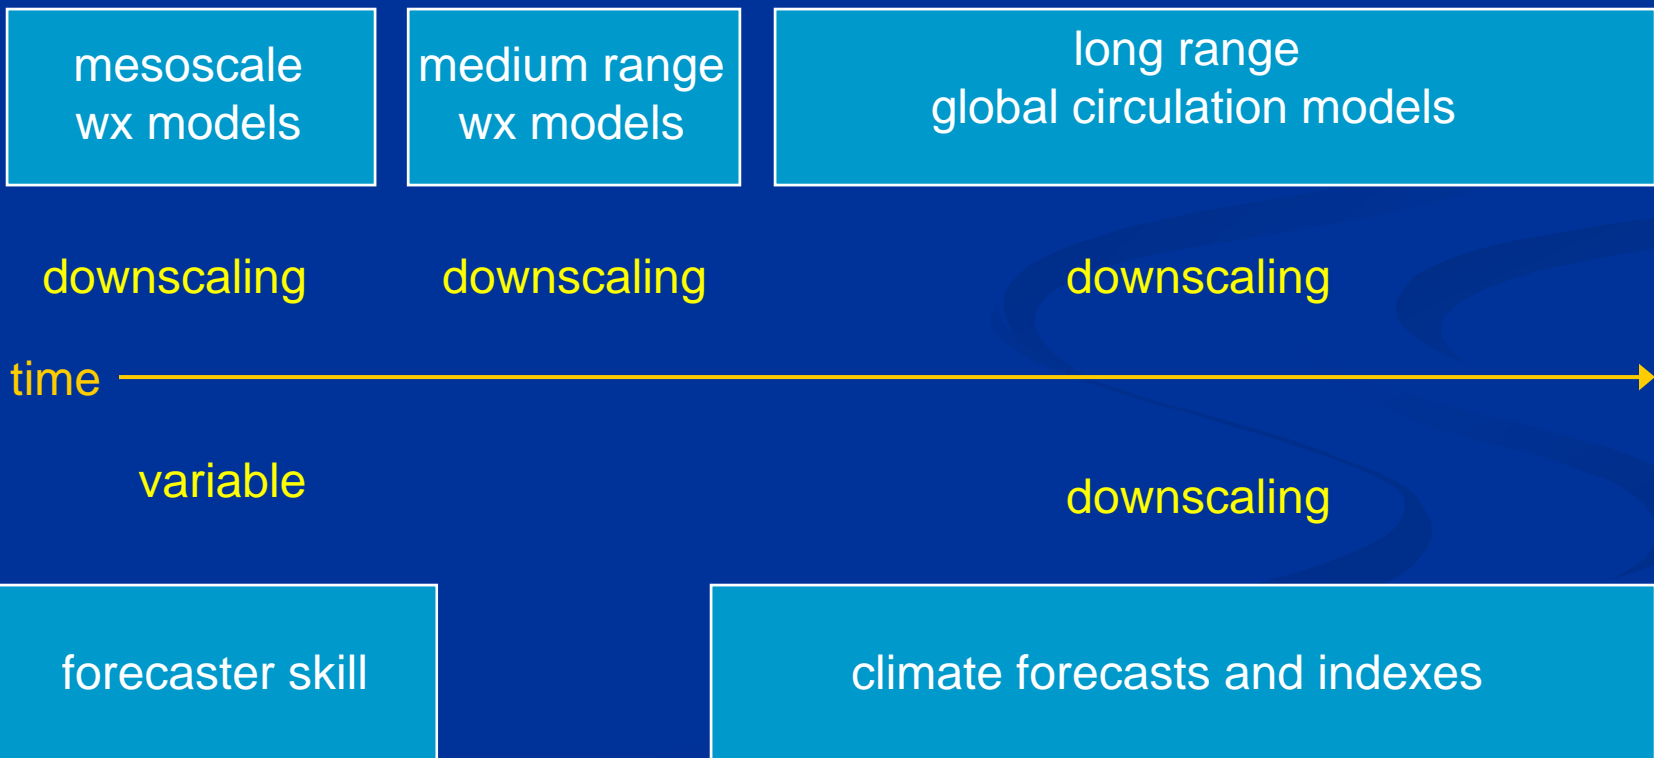 mesoscale
wx models
medium range
wx models
long range
global circulation models
downscaling
downscaling
downscaling
time
variable
downscaling
forecaster skill
climate forecasts and indexes